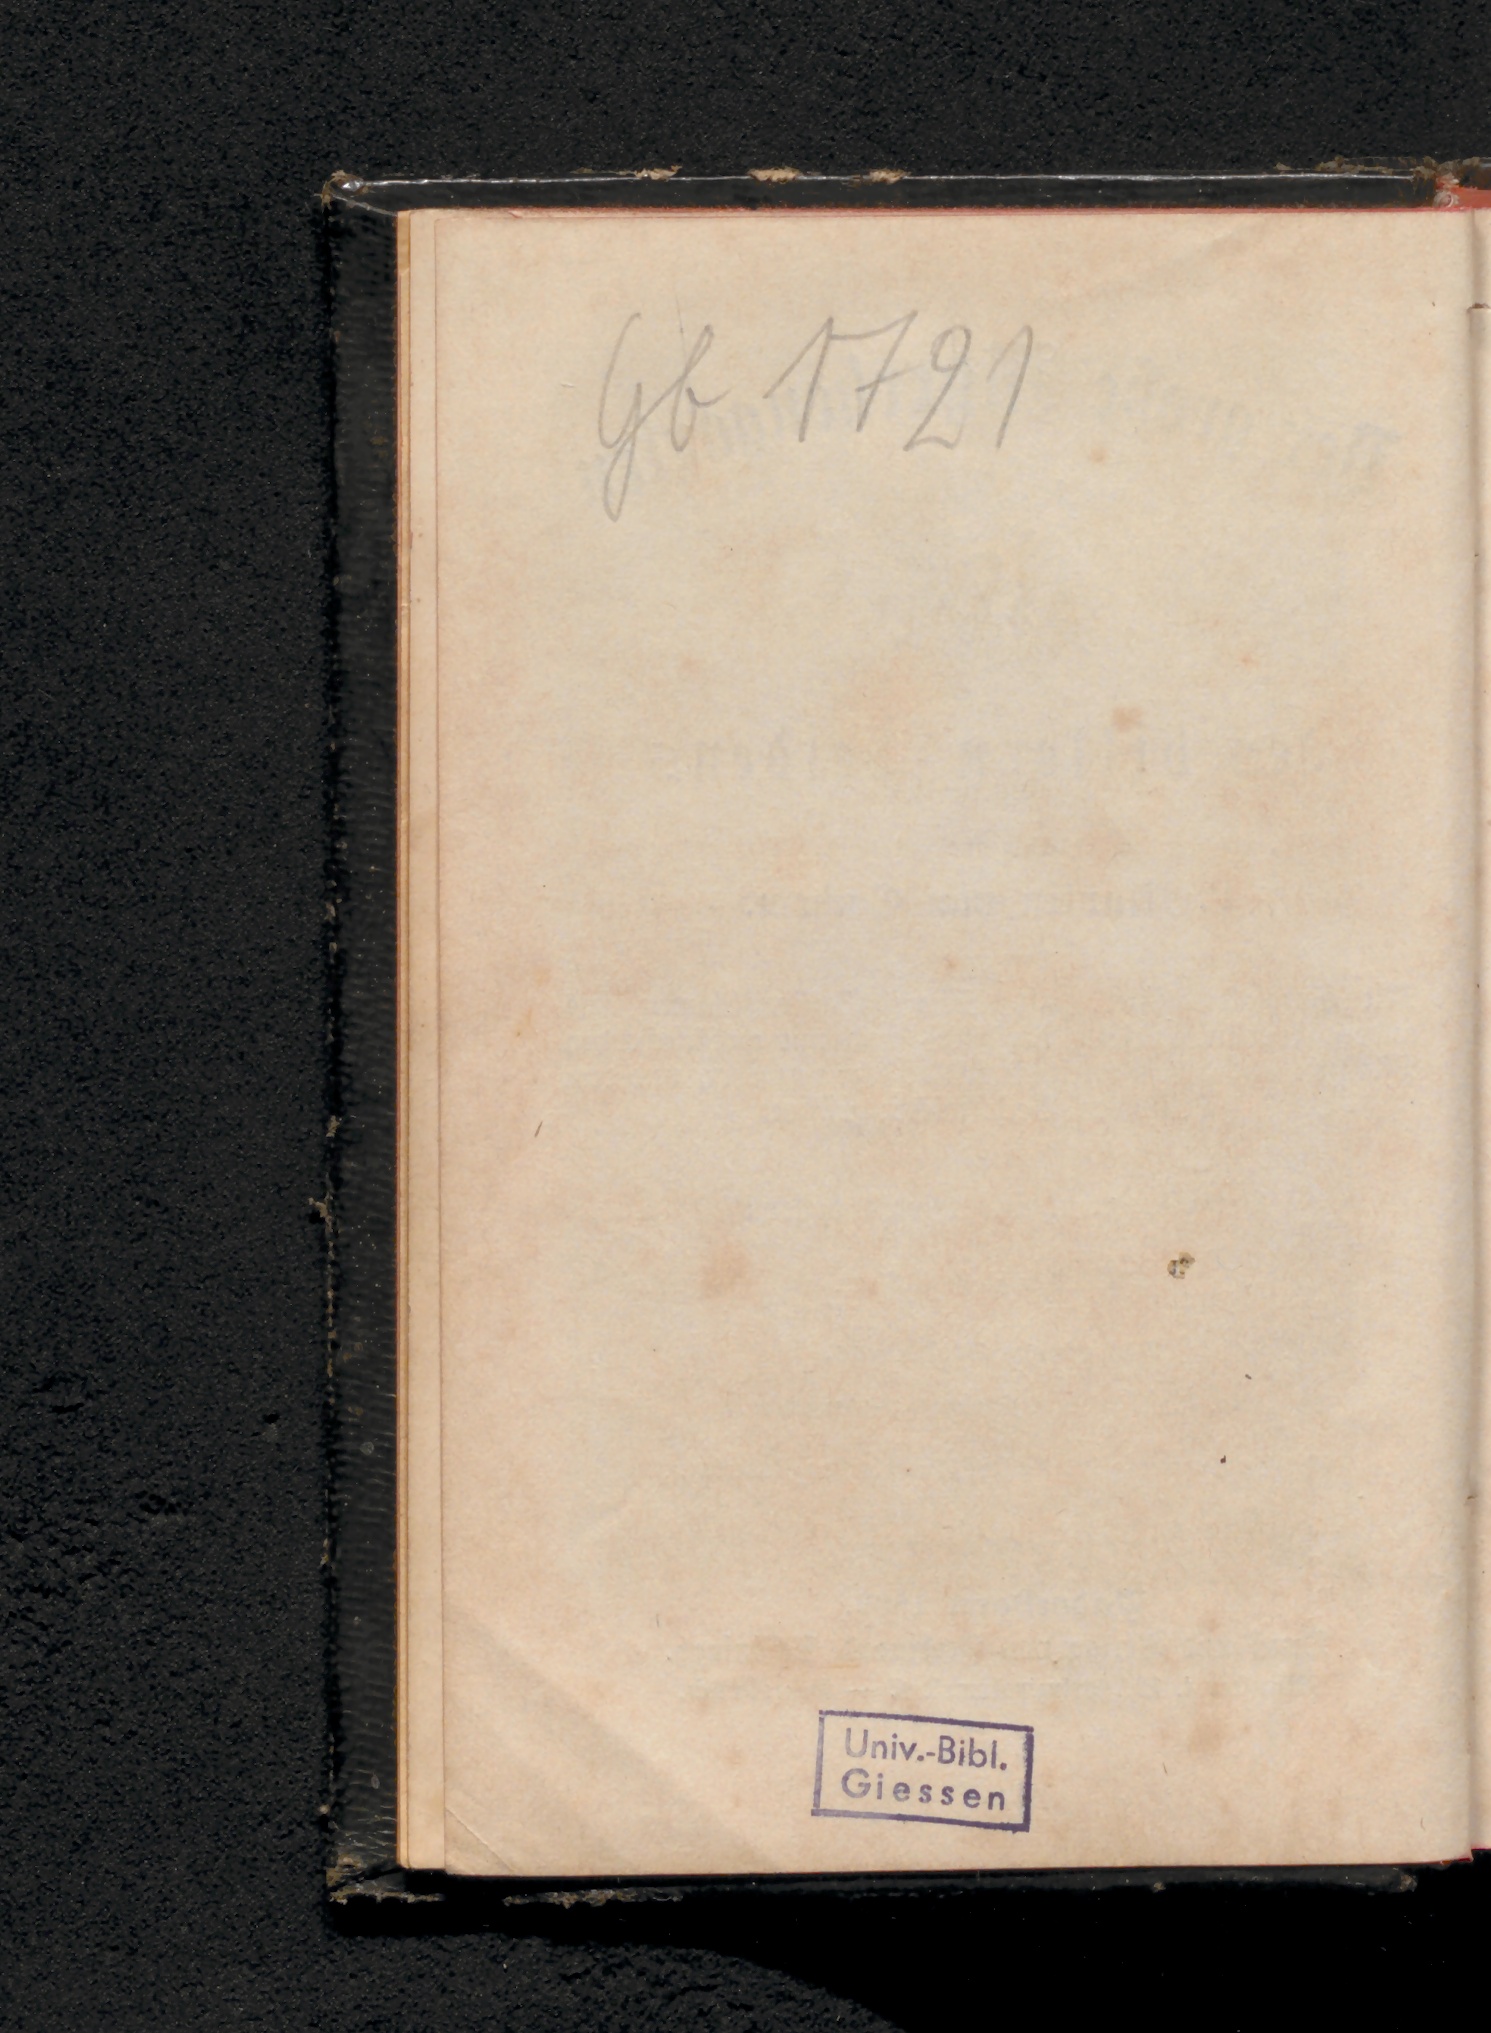 Gb 1721
Univ.-Bibl.
Giessen